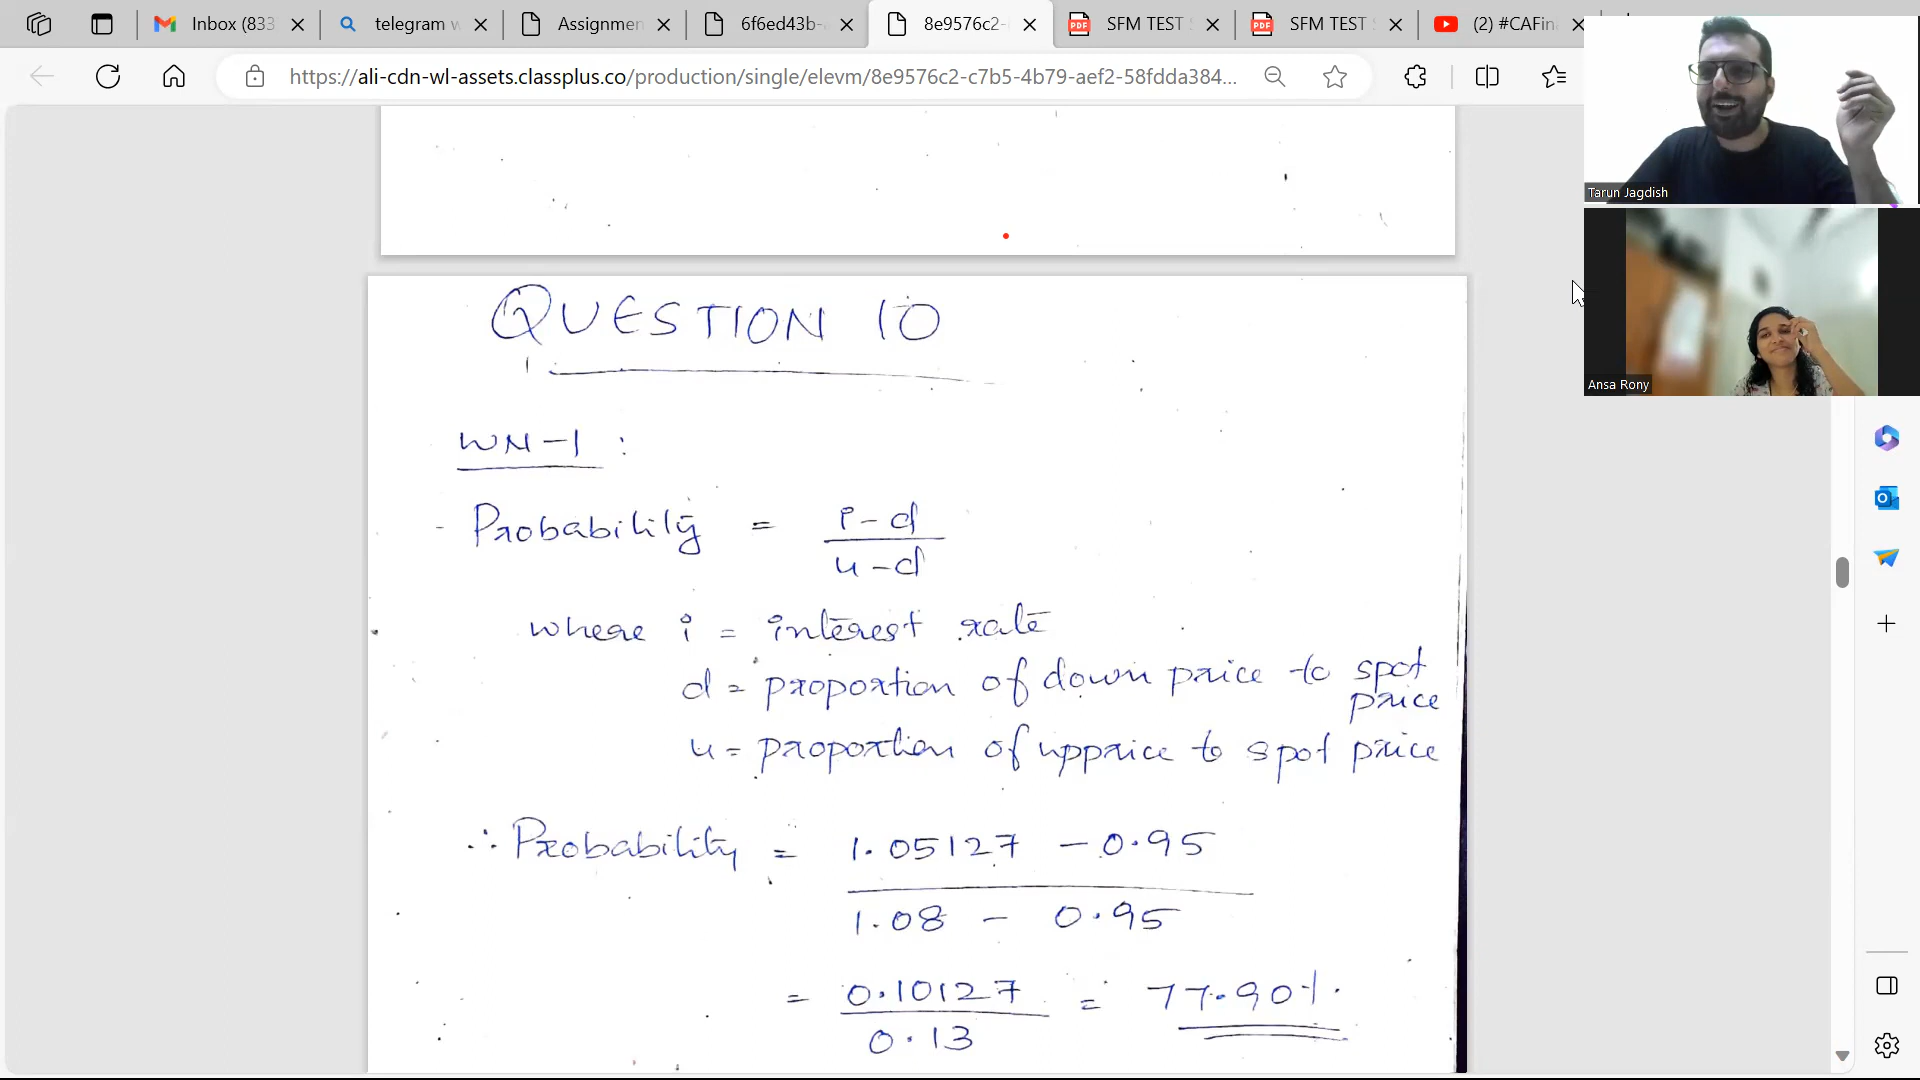 Inbox (833
telegram w
Assignmen
6f6ed43b-
8e9576c2-
SFM TEST
SFM TEST
(2) #CAFin
https://ali-cdn-wl-assets.classplus.co/production/single/elevm/8e9576c2-c7b5-4b79-aef2-58fdda384...
Tarun Jagdish
Ansa Rony
QUESTION 10
WN-1 :
Probability = i-d
u-d
where i = interest rate
d = proportion of down price to spot
price
u = proportion of upprice to spot price
∴ Probability = 1.05127 - 0.95
1.08 - 0.95
= 0.10127 = 77.90%.
0.13